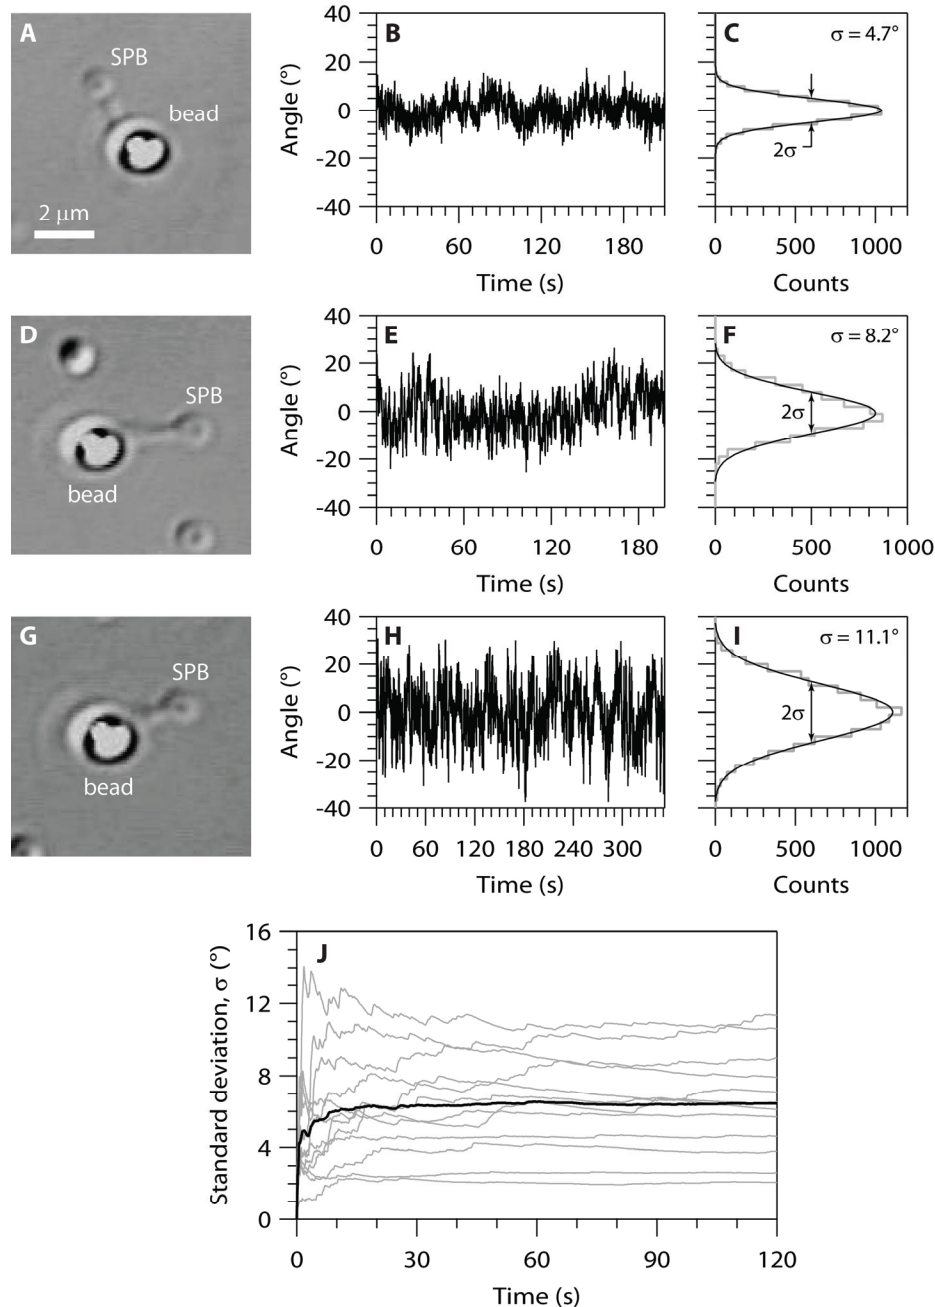 A
SPB
bead
2 μm
B
Angle (°)
40
20
0
-20
-40
0
60
120
180
Time (s)
C
σ = 4.7°
2σ
0
500
1000
Counts
D
SPB
bead
E
Angle (°)
40
20
0
-20
-40
0
60
120
180
Time (s)
F
σ = 8.2°
2σ
0
500
1000
Counts
G
SPB
bead
H
Angle (°)
40
20
0
-20
-40
0
60
120
180
240
300
Time (s)
I
σ = 11.1°
2σ
0
500
1000
Counts
J
Standard deviation, σ (°)
16
12
8
4
0
0
30
60
90
120
Time (s)